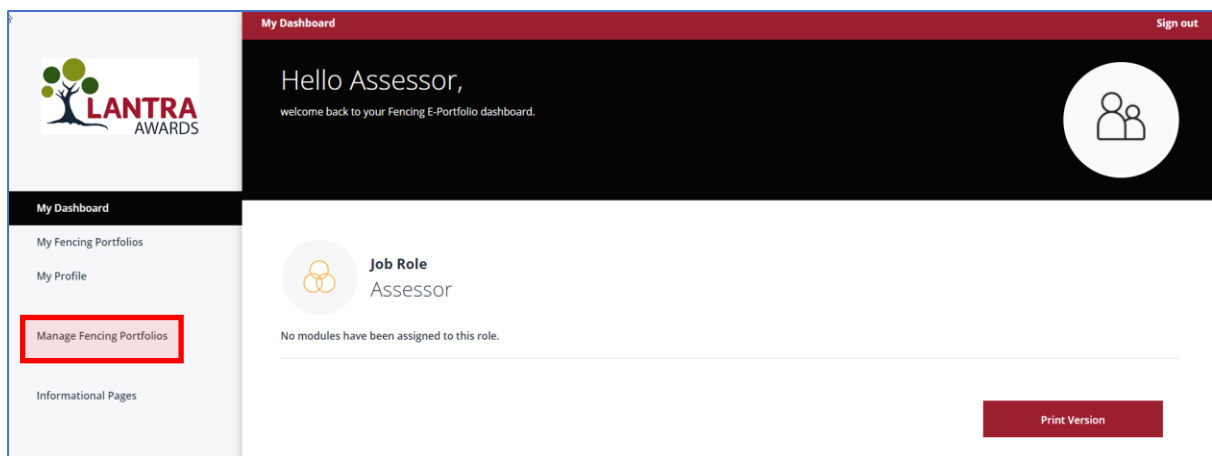 My Dashboard
Sign out
LANTRA
AWARDS
Hello Assessor,
welcome back to your Fencing E-Portfolio dashboard.
My Dashboard
My Fencing Portfolios
My Profile
Manage Fencing Portfolios
Informational Pages
Job Role
Assessor
No modules have been assigned to this role.
Print Version